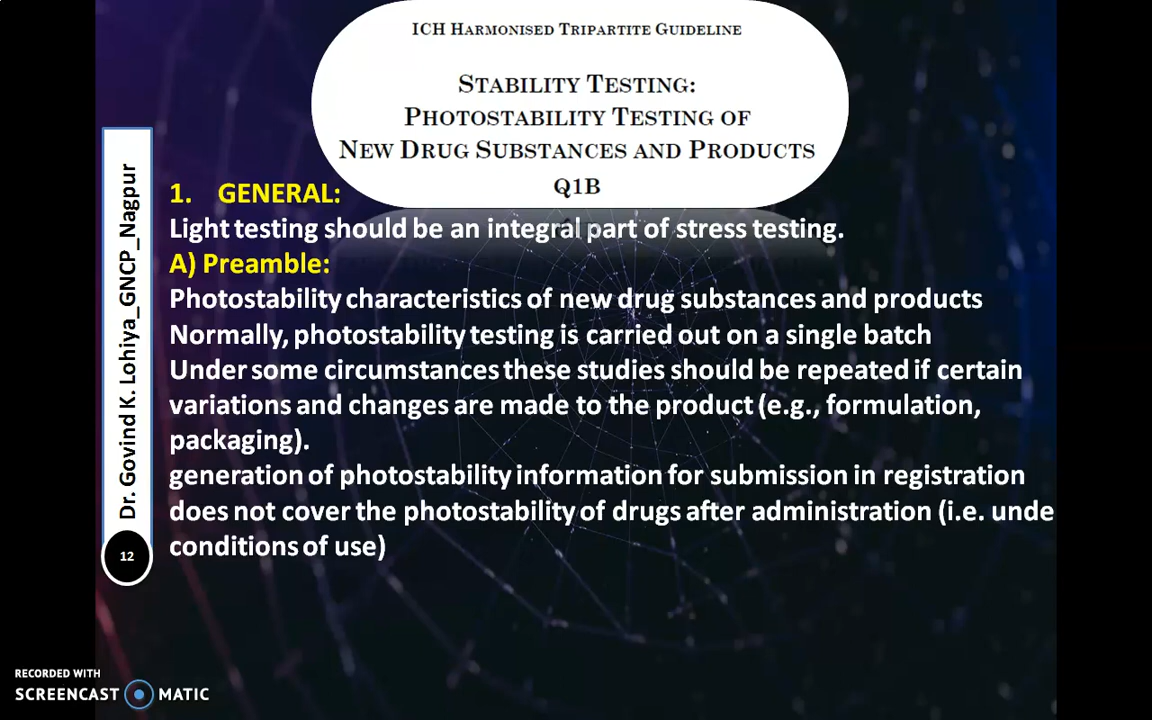 ICH HARMONISED TRIPARTITE GUIDELINE
STABILITY TESTING:
PHOTOSTABILITY TESTING OF
NEW DRUG SUBSTANCES AND PRODUCTS
Q1B
1. GENERAL:
Light testing should be an integral part of stress testing.
A) Preamble:
Photostability characteristics of new drug substances and products
Normally, photostability testing is carried out on a single batch
Under some circumstances these studies should be repeated if certain
variations and changes are made to the product (e.g., formulation,
packaging).
generation of photostability information for submission in registration
does not cover the photostability of drugs after administration (i.e. unde
conditions of use)
Dr. Govind K. Lohiya_GNCP_Nagpur
12
RECORDED WITH
SCREENCAST MATIC